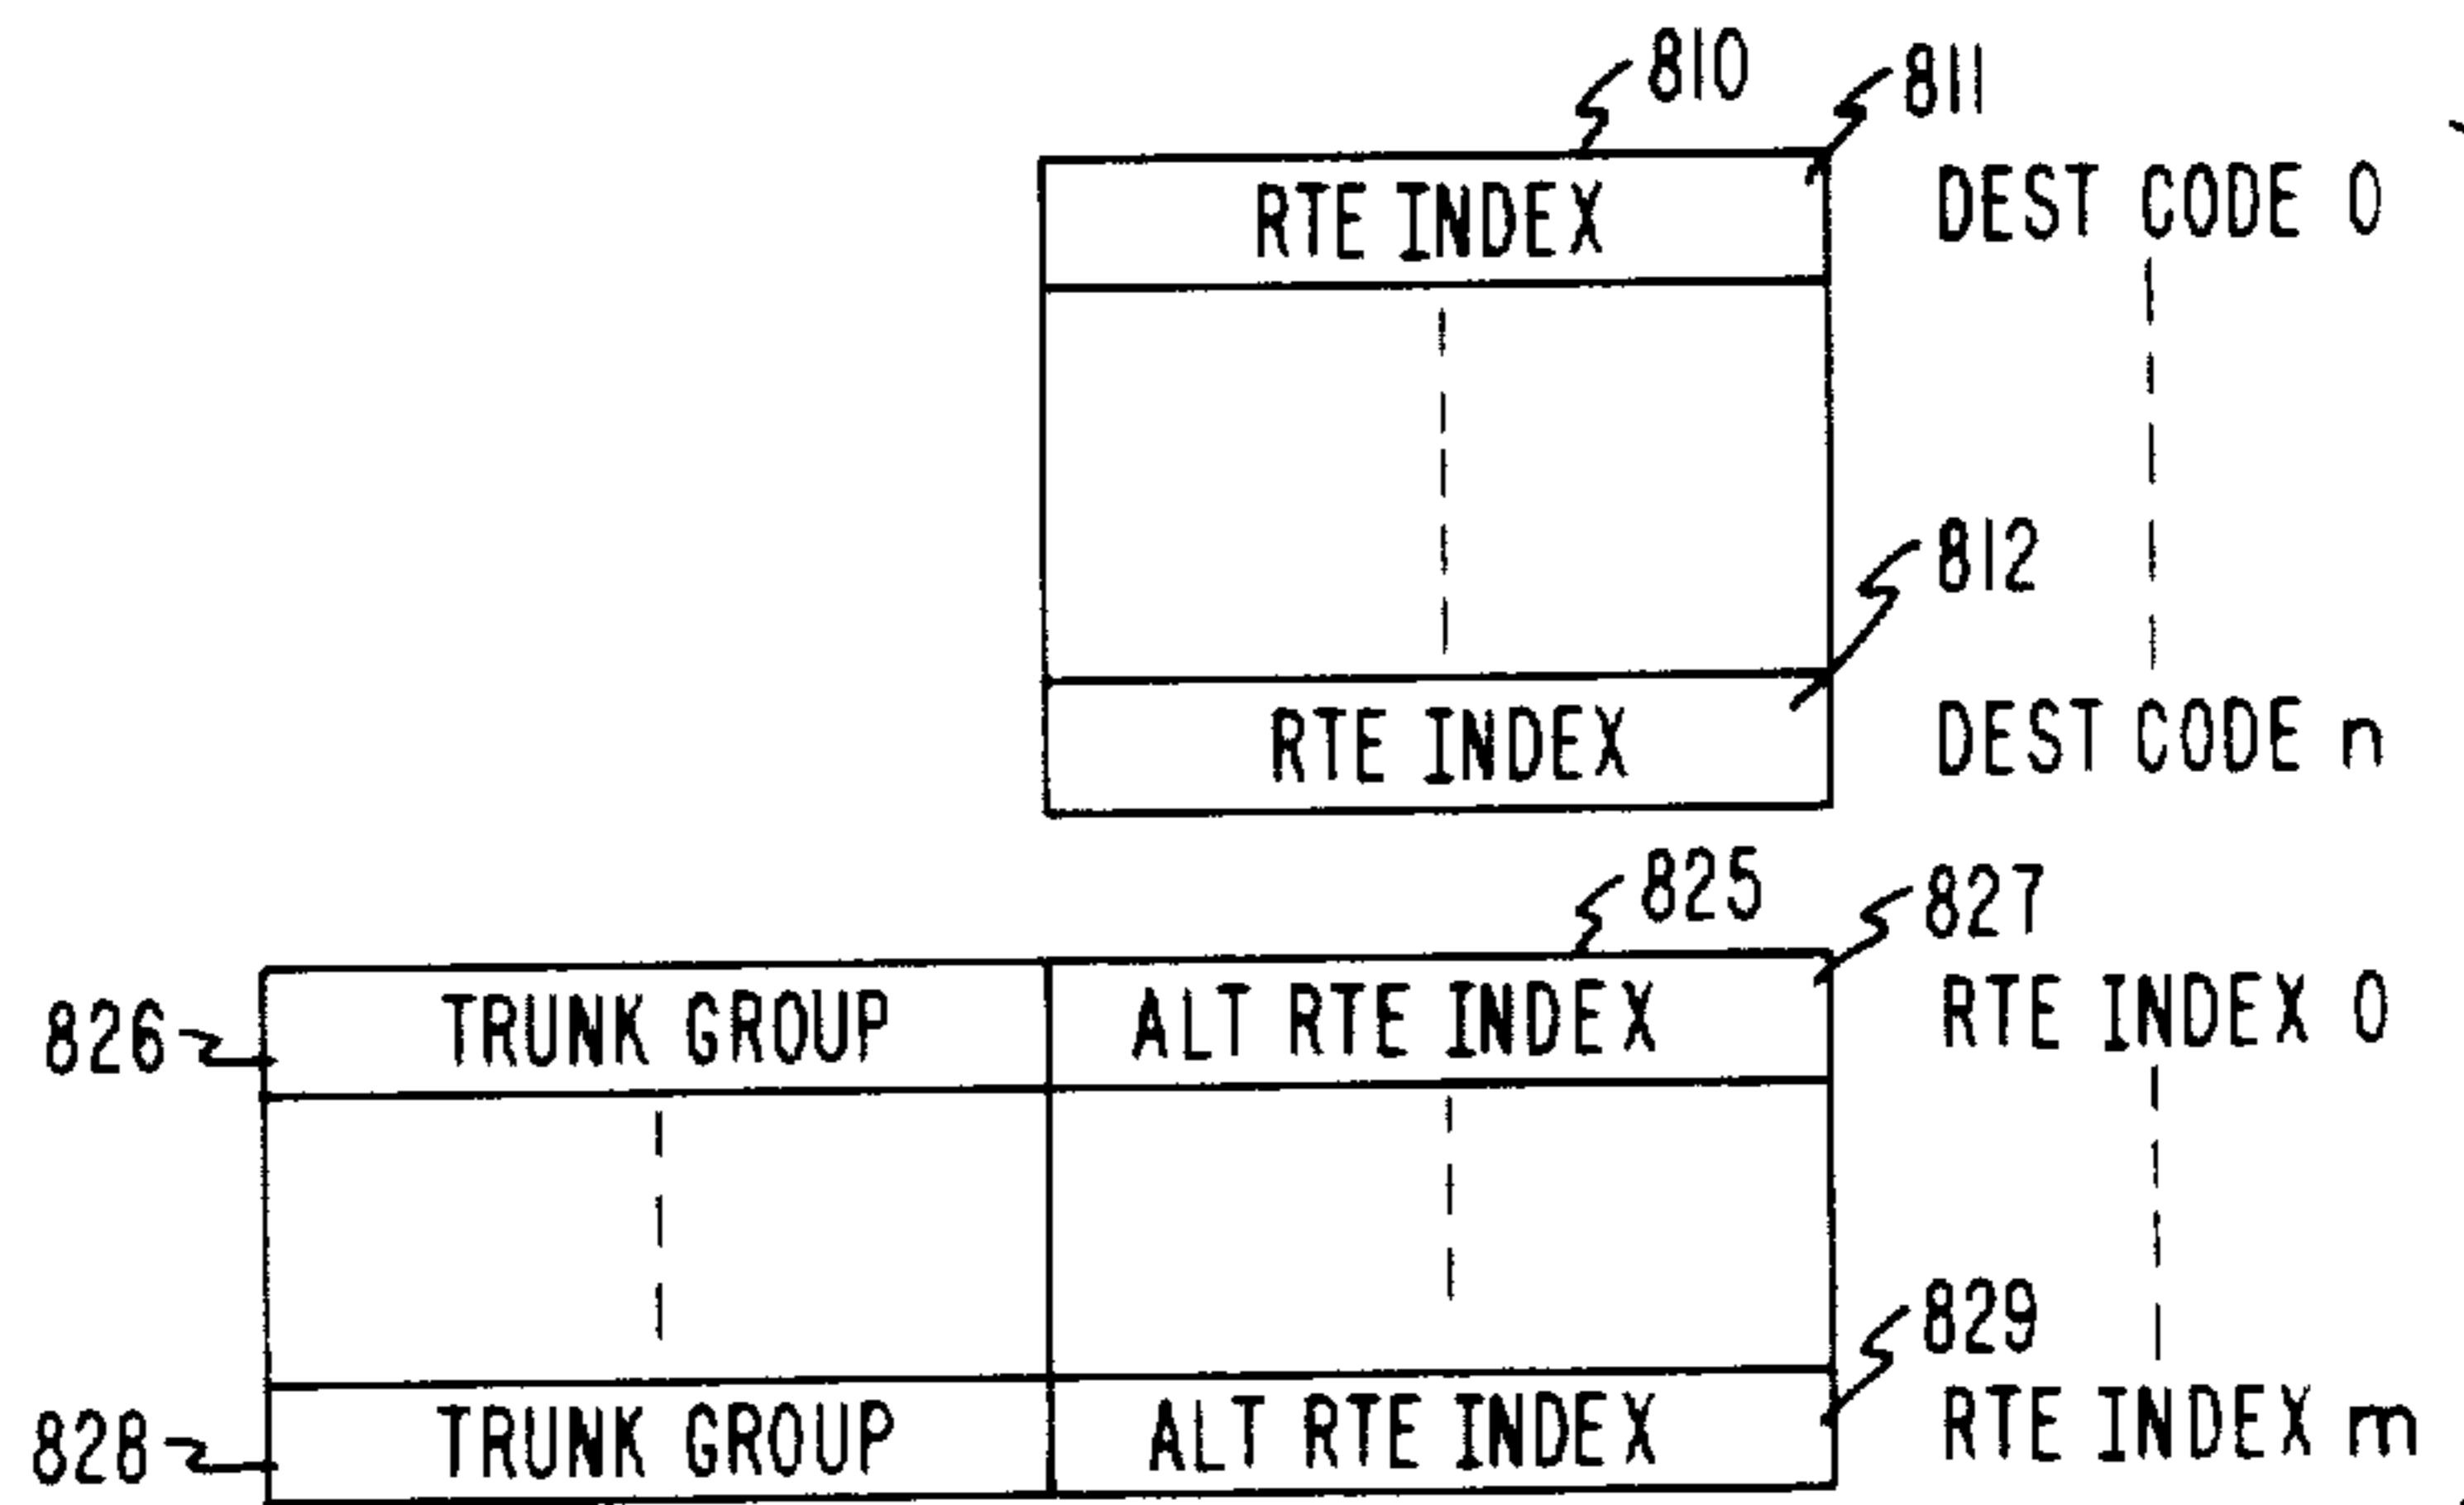 810
811
RTE INDEX
DEST CODE 0
812
RTE INDEX
DEST CODE n
825
827
826
TRUNK GROUP
ALT RTE INDEX
RTE INDEX 0
829
828
TRUNK GROUP
ALT RTE INDEX
RTE INDEX m